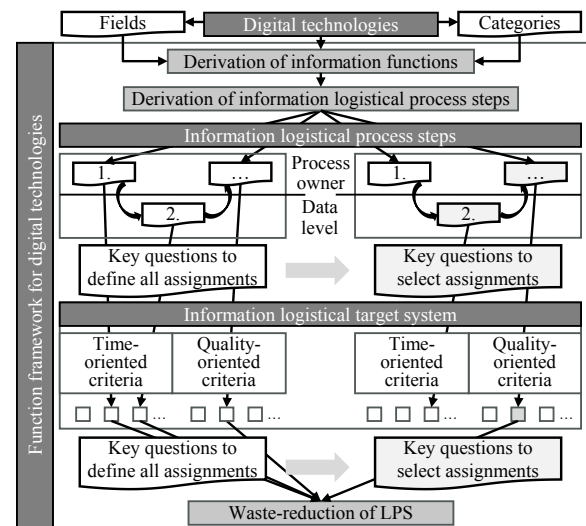 Fields
Digital technologies
Categories
Function framework for digital technologies
Derivation of information functions
Derivation of information logistical process steps
Information logistical process steps
1.
...
2.
Process
owner
Data
level
1.
...
2.
Key questions to
define all assignments
Key questions to
select assignments
Information logistical target system
Time-
oriented
criteria
Quality-
oriented
criteria
Time-
oriented
criteria
Quality-
oriented
criteria
...
...
...
...
Key questions to
define all assignments
Key questions to
select assignments
Waste-reduction of LPS